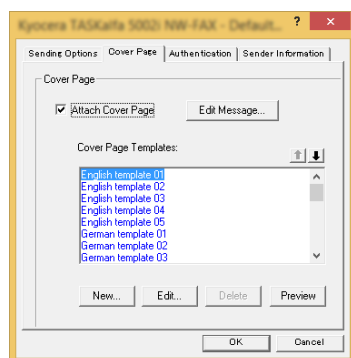 Kyocera TASKalfa 5002i NW-FAX - Default...
Sending Options
Cover Page
Authentication
Sender Information
Cover Page
Attach Cover Page
Edit Message...
Cover Page Templates:
English template 01
English template 02
English template 03
English template 04
English template 05
German template 01
German template 02
German template 03
New...
Edit...
Delete
Preview
OK
Cancel